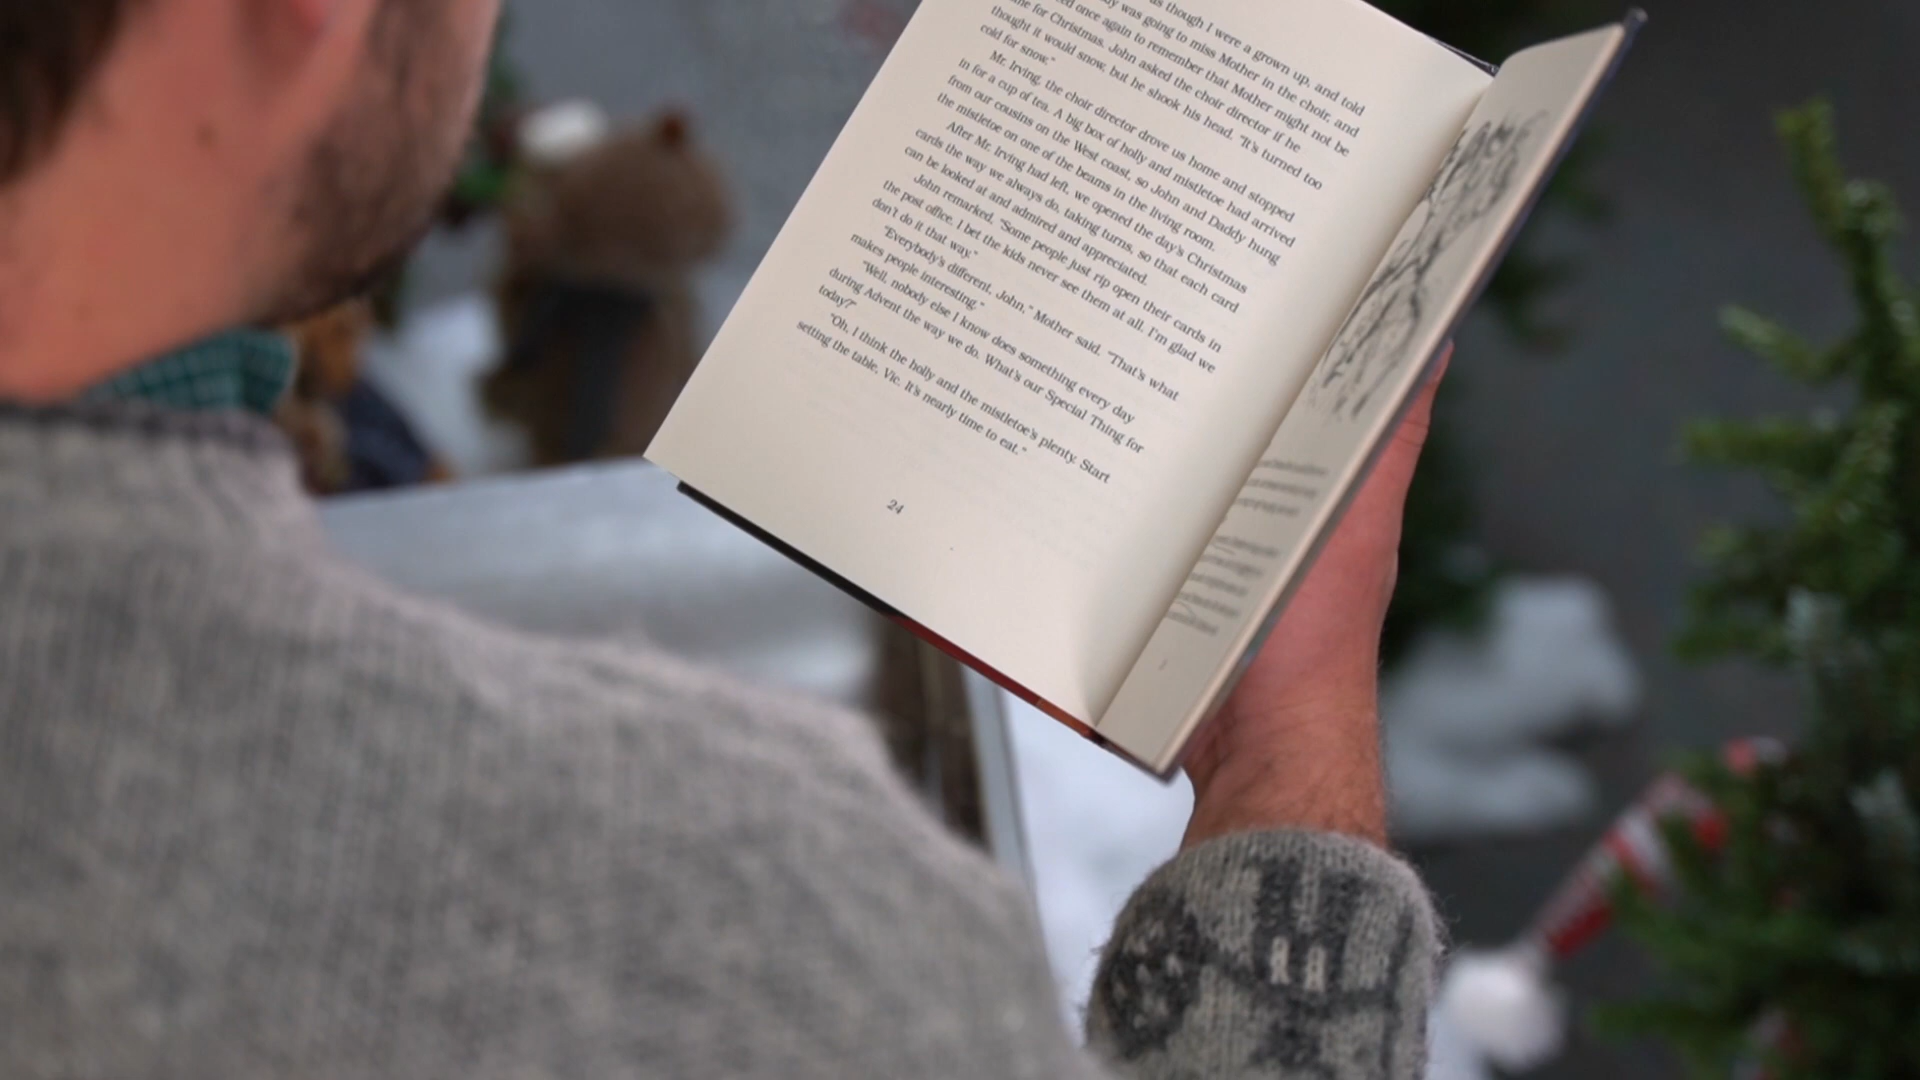 as though I were a grown up, and told
was going to miss Mother in the choir, and
once again to remember that Mother might not be
for Christmas. John asked the choir director if he
thought it would snow, but he shook his head. "It's turned too
cold for snow."
Mr. Irving, the choir director drove us home and stopped
in for a cup of tea. A big box of holly and mistletoe had arrived
from our cousins on the West coast, so John and Daddy hung
the mistletoe on one of the beams in the living room.
After Mr. Irving had left, we opened the day's Christmas
cards the way we always do, taking turns, so that each card
can be looked at and admired and appreciated.
John remarked, "Some people just rip open their cards in
the post office. I bet the kids never see them at all. I'm glad we
don't do it that way."
"Everybody's different, John," Mother said. "That's what
makes people interesting."
"Well, nobody else I know does something every day
during Advent the way we do. What's our Special Thing for
today?"
"Oh, I think the holly and the mistletoe's plenty. Start
setting the table, Vic. It's nearly time to eat."
24